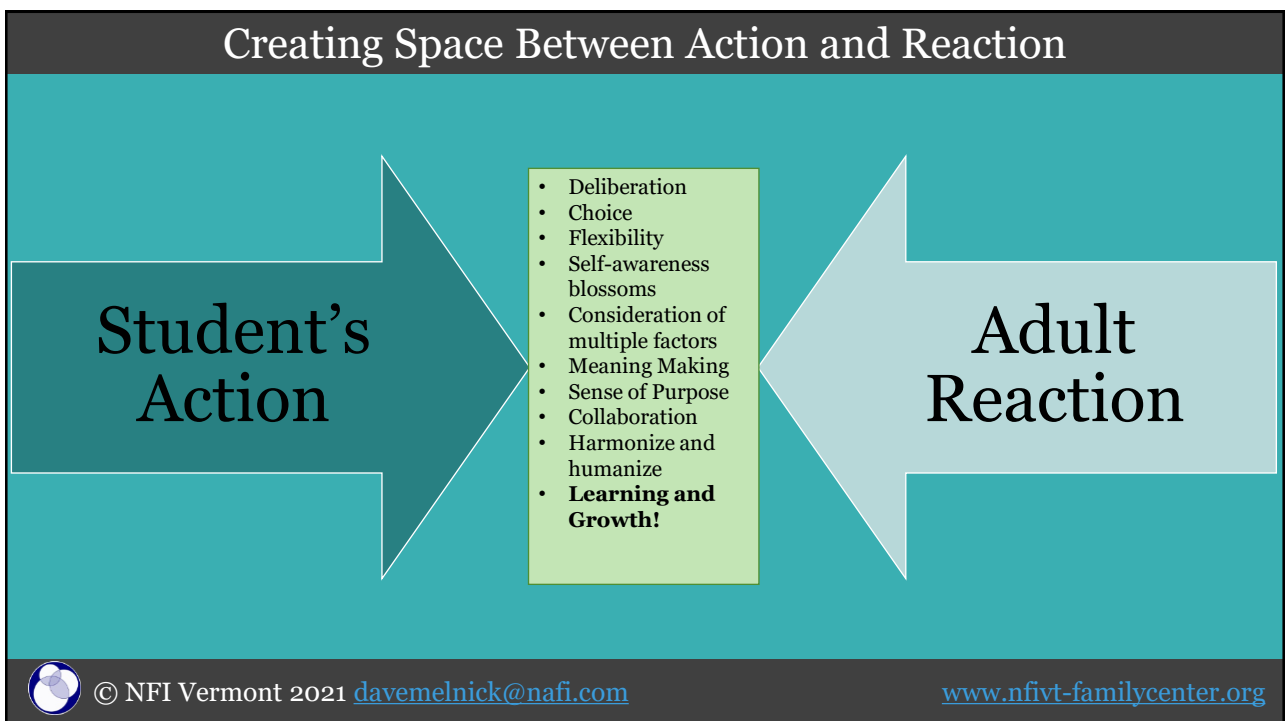 Creating Space Between Action and Reaction
Student’s
Action
• Deliberation
• Choice
• Flexibility
• Self-awareness
blossoms
• Consideration of
multiple factors
• Meaning Making
• Sense of Purpose
• Collaboration
• Harmonize and
humanize
• Learning and
Growth!
Adult
Reaction
© NFI Vermont 2021 davemelnick@nafi.com
www.nfivt-familycenter.org